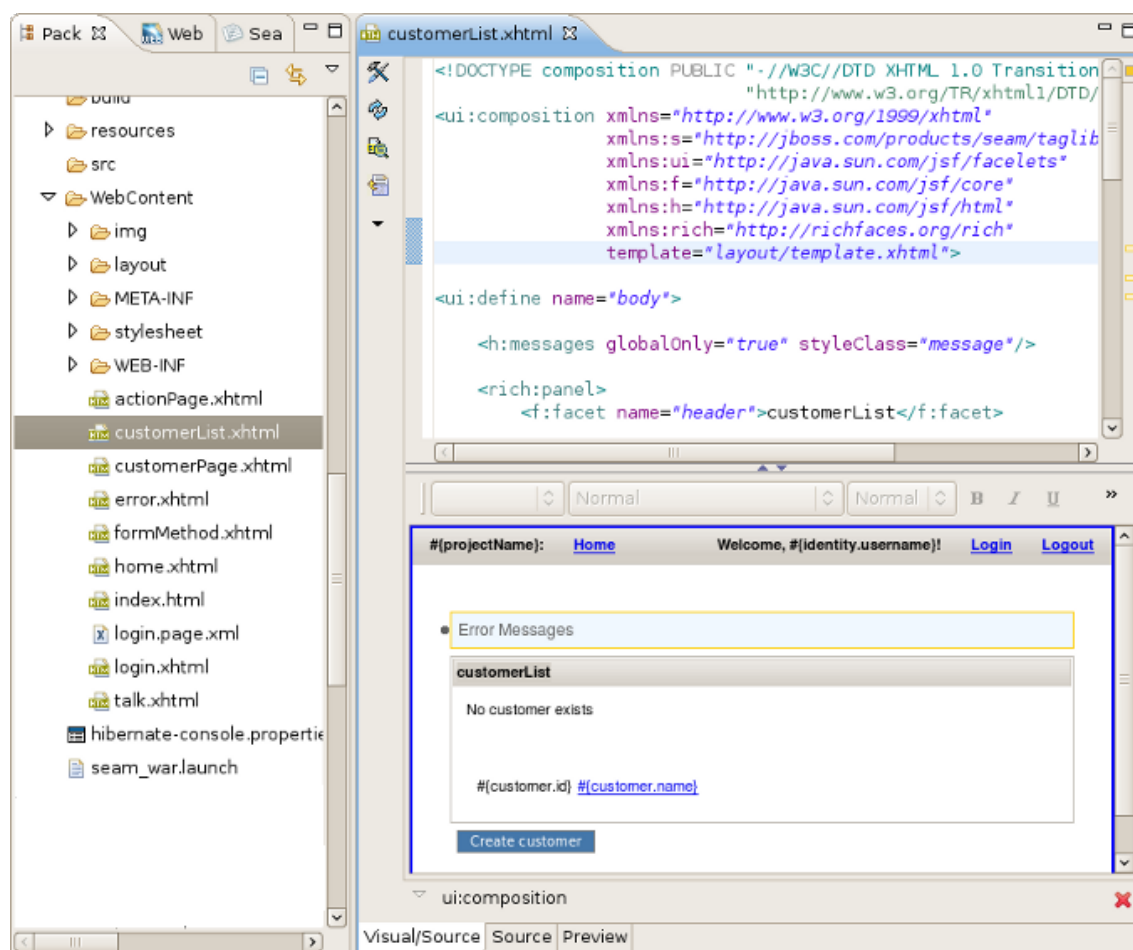 Pack Web Sea
customerList.xhtml
build
resources
src
WebContent
img
layout
META-INF
stylesheet
WEB-INF
actionPage.xhtml
customerList.xhtml
customerPage.xhtml
error.xhtml
formMethod.xhtml
home.xhtml
index.html
login.page.xml
login.xhtml
talk.xhtml
hibernate-console.propertie
seam_war.launch
<!DOCTYPE composition PUBLIC "-//W3C//DTD XHTML 1.0 Transition
"http://www.w3.org/TR/xhtml1/DTD/
<ui:composition xmlns="http://www.w3.org/1999/xhtml"
xmlns:s="http://jboss.com/products/seam/taglib
xmlns:ui="http://java.sun.com/jsf/facelets"
xmlns:f="http://java.sun.com/jsf/core"
xmlns:h="http://java.sun.com/jsf/html"
xmlns:rich="http://richfaces.org/rich"
template="layout/template.xhtml">
<ui:define name="body">
<h:messages globalOnly="true" styleClass="message"/>
<rich:panel>
<f:facet name="header">customerList</f:facet>
Normal Normal B I U »
#{projectName}: Home Welcome, #{identity.username}! Login Logout
Error Messages
customerList
No customer exists
#{customer.id} #{customer.name}
Create customer
ui:composition
Visual/Source Source Preview